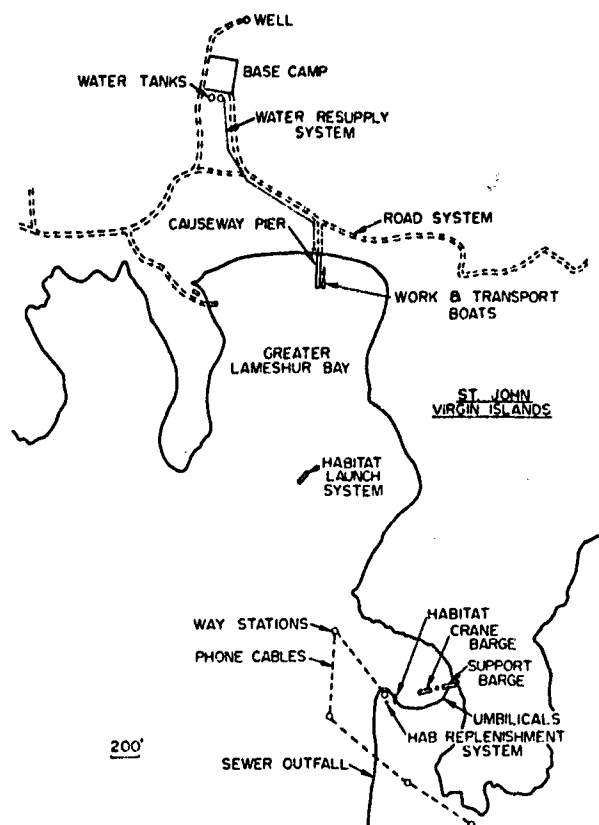 WELL
BASE CAMP
WATER TANKS
WATER RESUPPLY
SYSTEM
CAUSEWAY PIER
ROAD SYSTEM
WORK & TRANSPORT
BOATS
GREATER
LAMESHUR BAY
ST. JOHN
VIRGIN ISLANDS
HABITAT
LAUNCH
SYSTEM
WAY STATIONS
HABITAT
CRANE
BARGE
PHONE CABLES
SUPPORT
BARGE
UMBILICALS
HAB REPLENISHMENT
SYSTEM
200'
SEWER OUTFALL